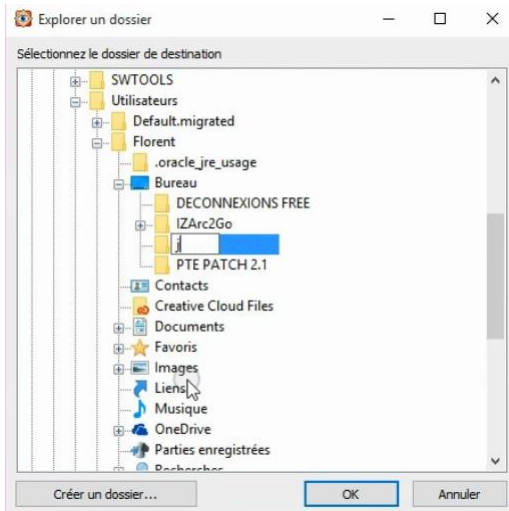 Explorer un dossier
Sélectionnez le dossier de destination
SWTOOLS
Utilisateurs
Default.migrated
Florent
.oracle_jre_usage
Bureau
DECONNEXIONS FREE
IZArc2Go
j
PTE PATCH 2.1
Contacts
Creative Cloud Files
Documents
Favoris
Images
Liens
Musique
OneDrive
Parties enregistrées
Recherches
Créer un dossier...
OK
Annuler